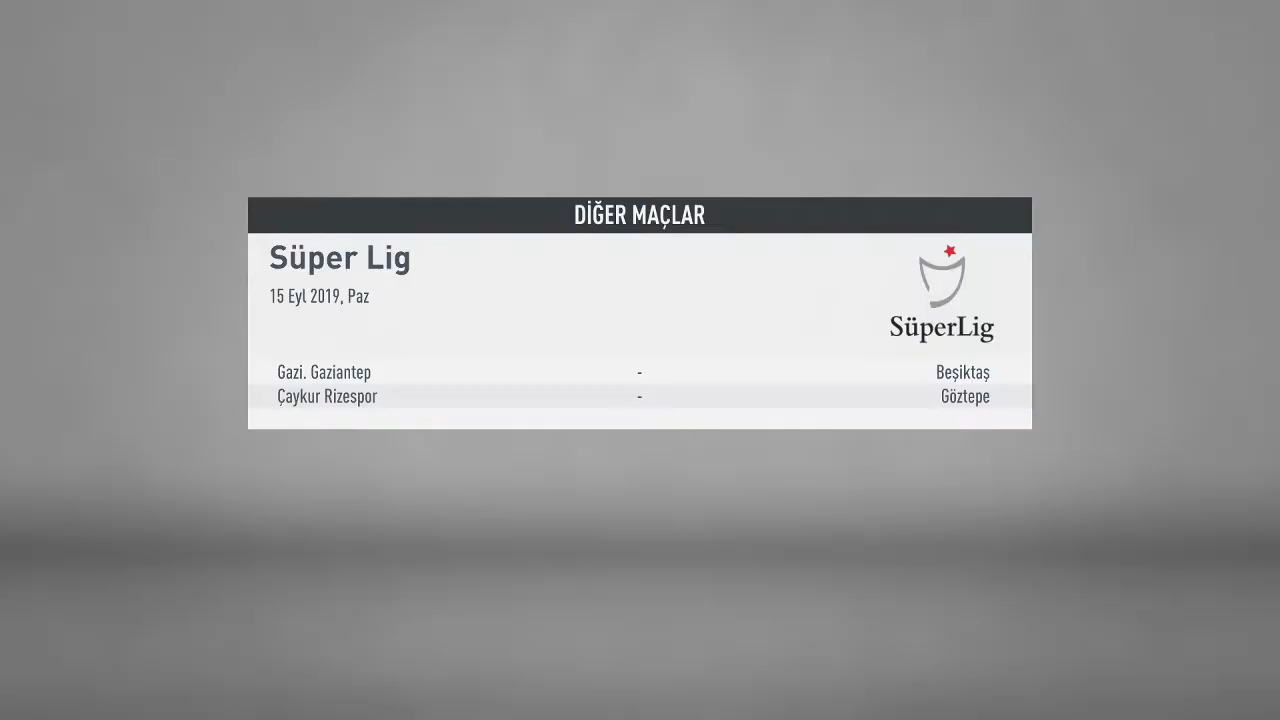 DİĞER MAÇLAR
Süper Lig
15 Eyl 2019, Paz
SüperLig
Gazi. Gaziantep - Beşiktaş
Çaykur Rizespor - Göztepe